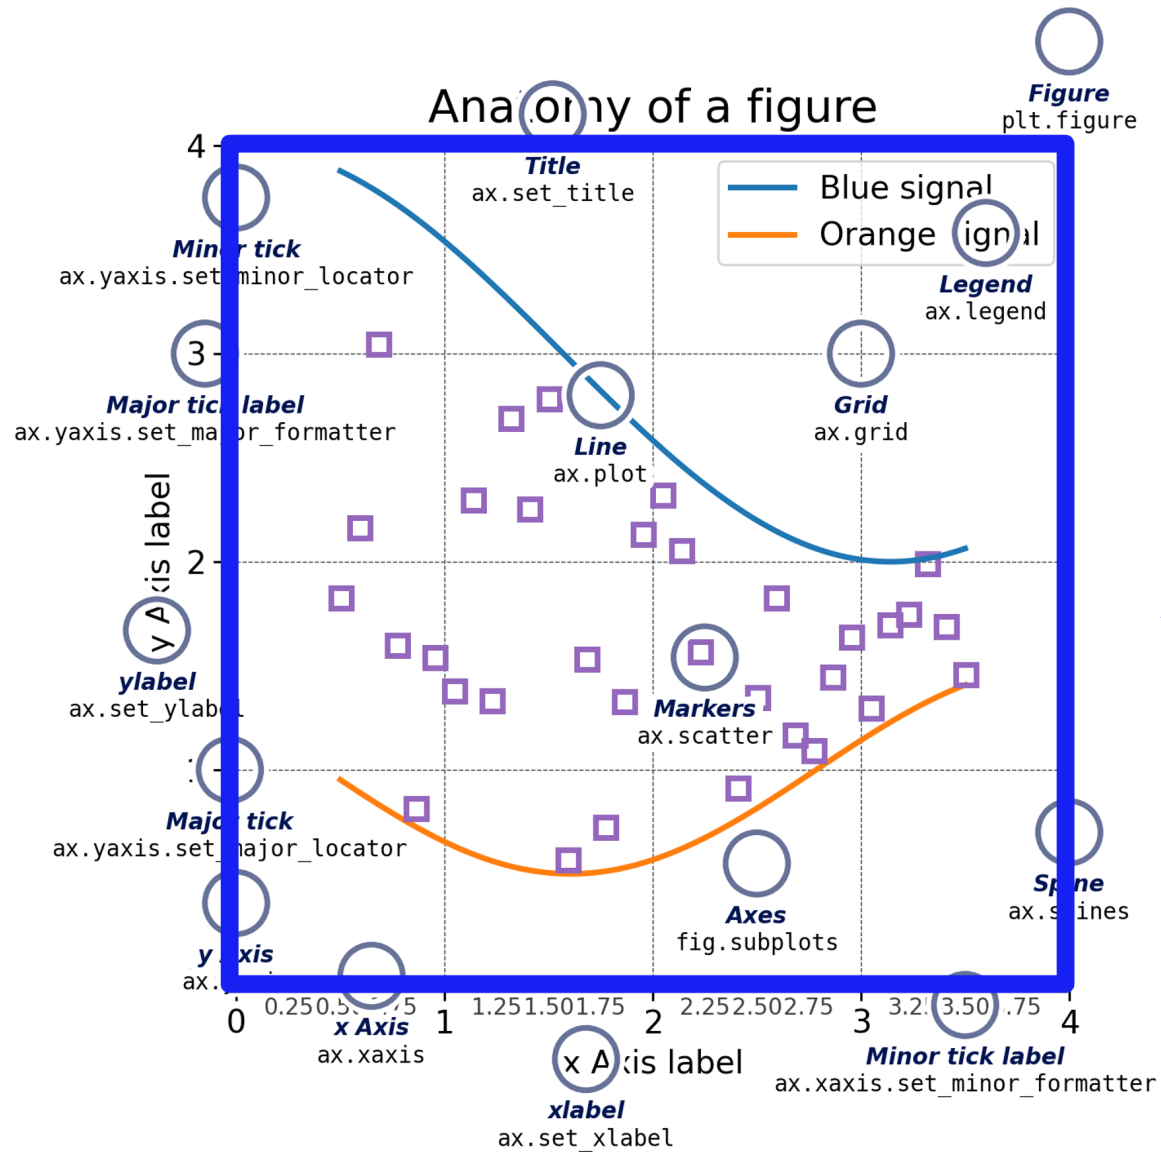 Figure
plt.figure
Anatomy of a figure
Title
ax.set_title
4
Blue signal
Orange ignal
Legend
ax.legend
Minor tick
ax.yaxis.set_minor_locator
3
Major tick label
ax.yaxis.set_major_formatter
Grid
ax.grid
Line
ax.plot
y Axis label
2
ylabel
ax.set_ylabel
Markers
ax.scatter
Major tick
ax.yaxis.set_major_locator
Spine
ax.spines
Axes
fig.subplots
y Axis
0.25 1.25 1.50 1.75 2.25 2.50 2.75 3.50
0 1 2 3 4
x Axis
ax.xaxis
x Axis label
Minor tick label
ax.xaxis.set_minor_formatter
xlabel
ax.set_xlabel